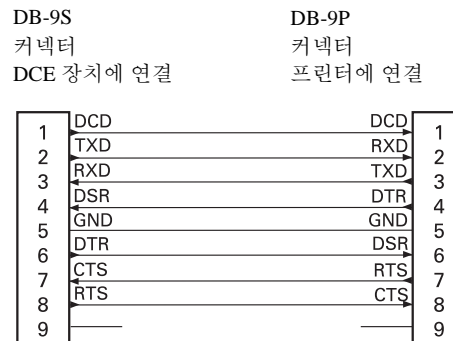 DB-9S DB-9P
커넥터 커넥터
DCE 장치에 연결 프린터에 연결
1 DCD DCD 1
2 TXD RXD 2
3 RXD TXD 3
4 DSR DTR 4
5 GND GND 5
6 DTR DSR 6
7 CTS RTS 7
8 RTS CTS 8
9 9